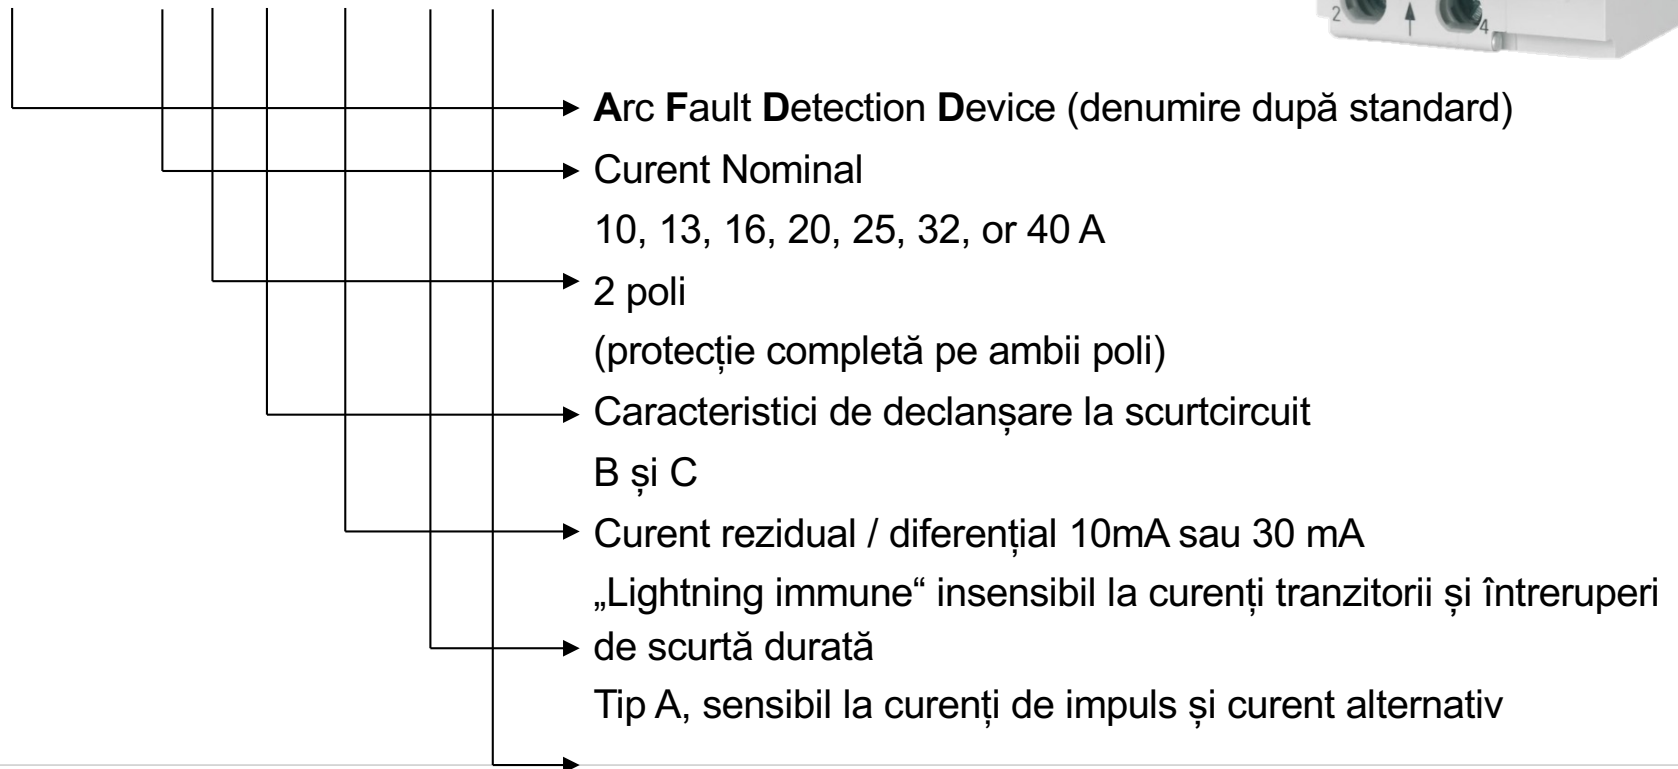 2
4
Arc Fault Detection Device (denumire după standard)
Curent Nominal
10, 13, 16, 20, 25, 32, or 40 A
2 poli
(protecție completă pe ambii poli)
Caracteristici de declanșare la scurtcircuit
B și C
Curent rezidual / diferențial 10mA sau 30 mA
„Lightning immune“ insensibil la curenți tranzitorii și întreruperi
de scurtă durată
Tip A, sensibil la curenți de impuls și curent alternativ